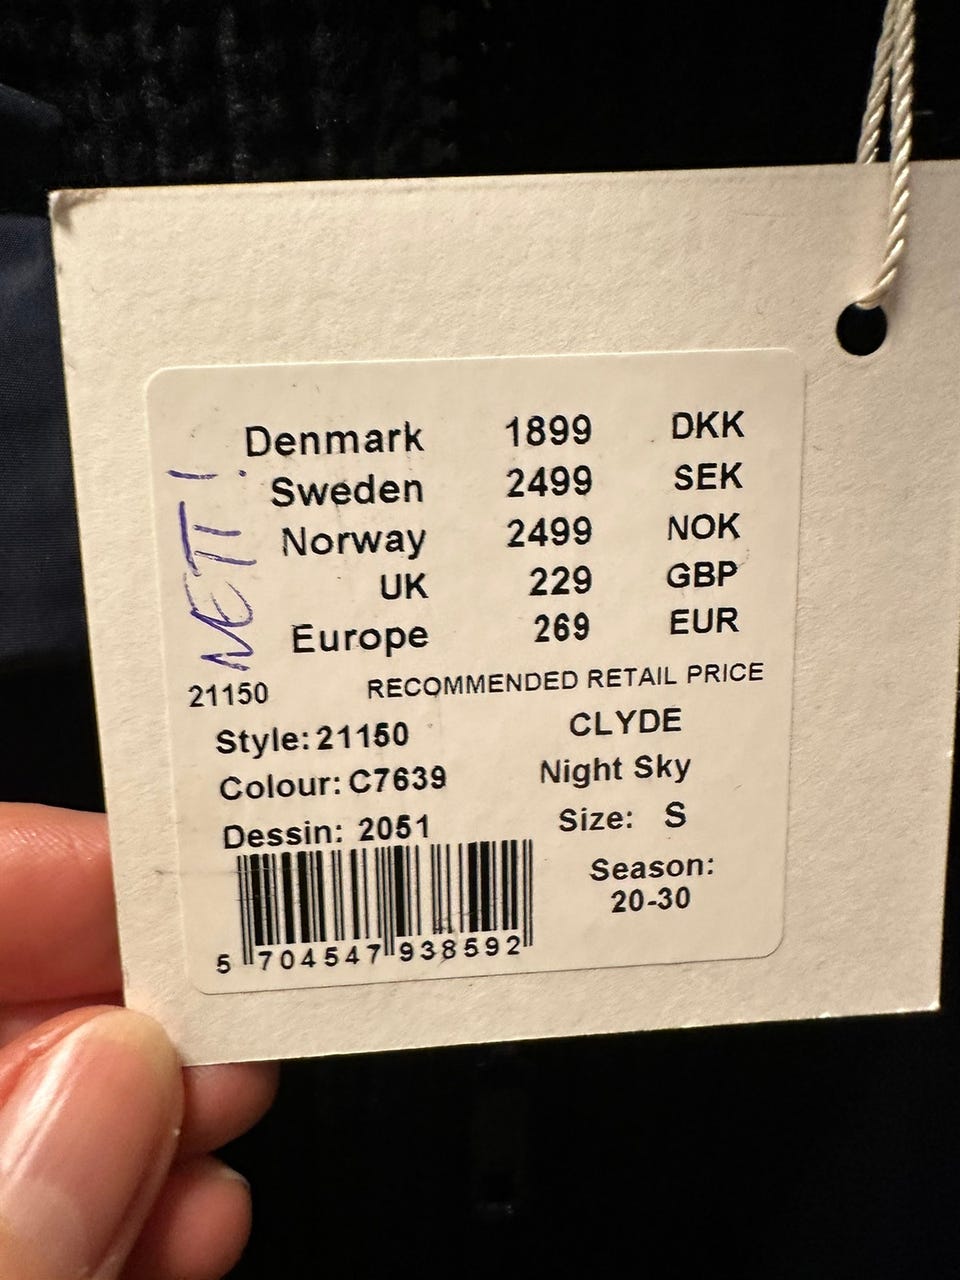 Denmark 1899 DKK
Sweden 2499 SEK
Norway 2499 NOK
UK 229 GBP
Europe 269 EUR
NETT!
21150 RECOMMENDED RETAIL PRICE
Style: 21150 CLYDE
Colour: C7639 Night Sky
Dessin: 2051 Size: S
Season:
20-30
5 704547 938592